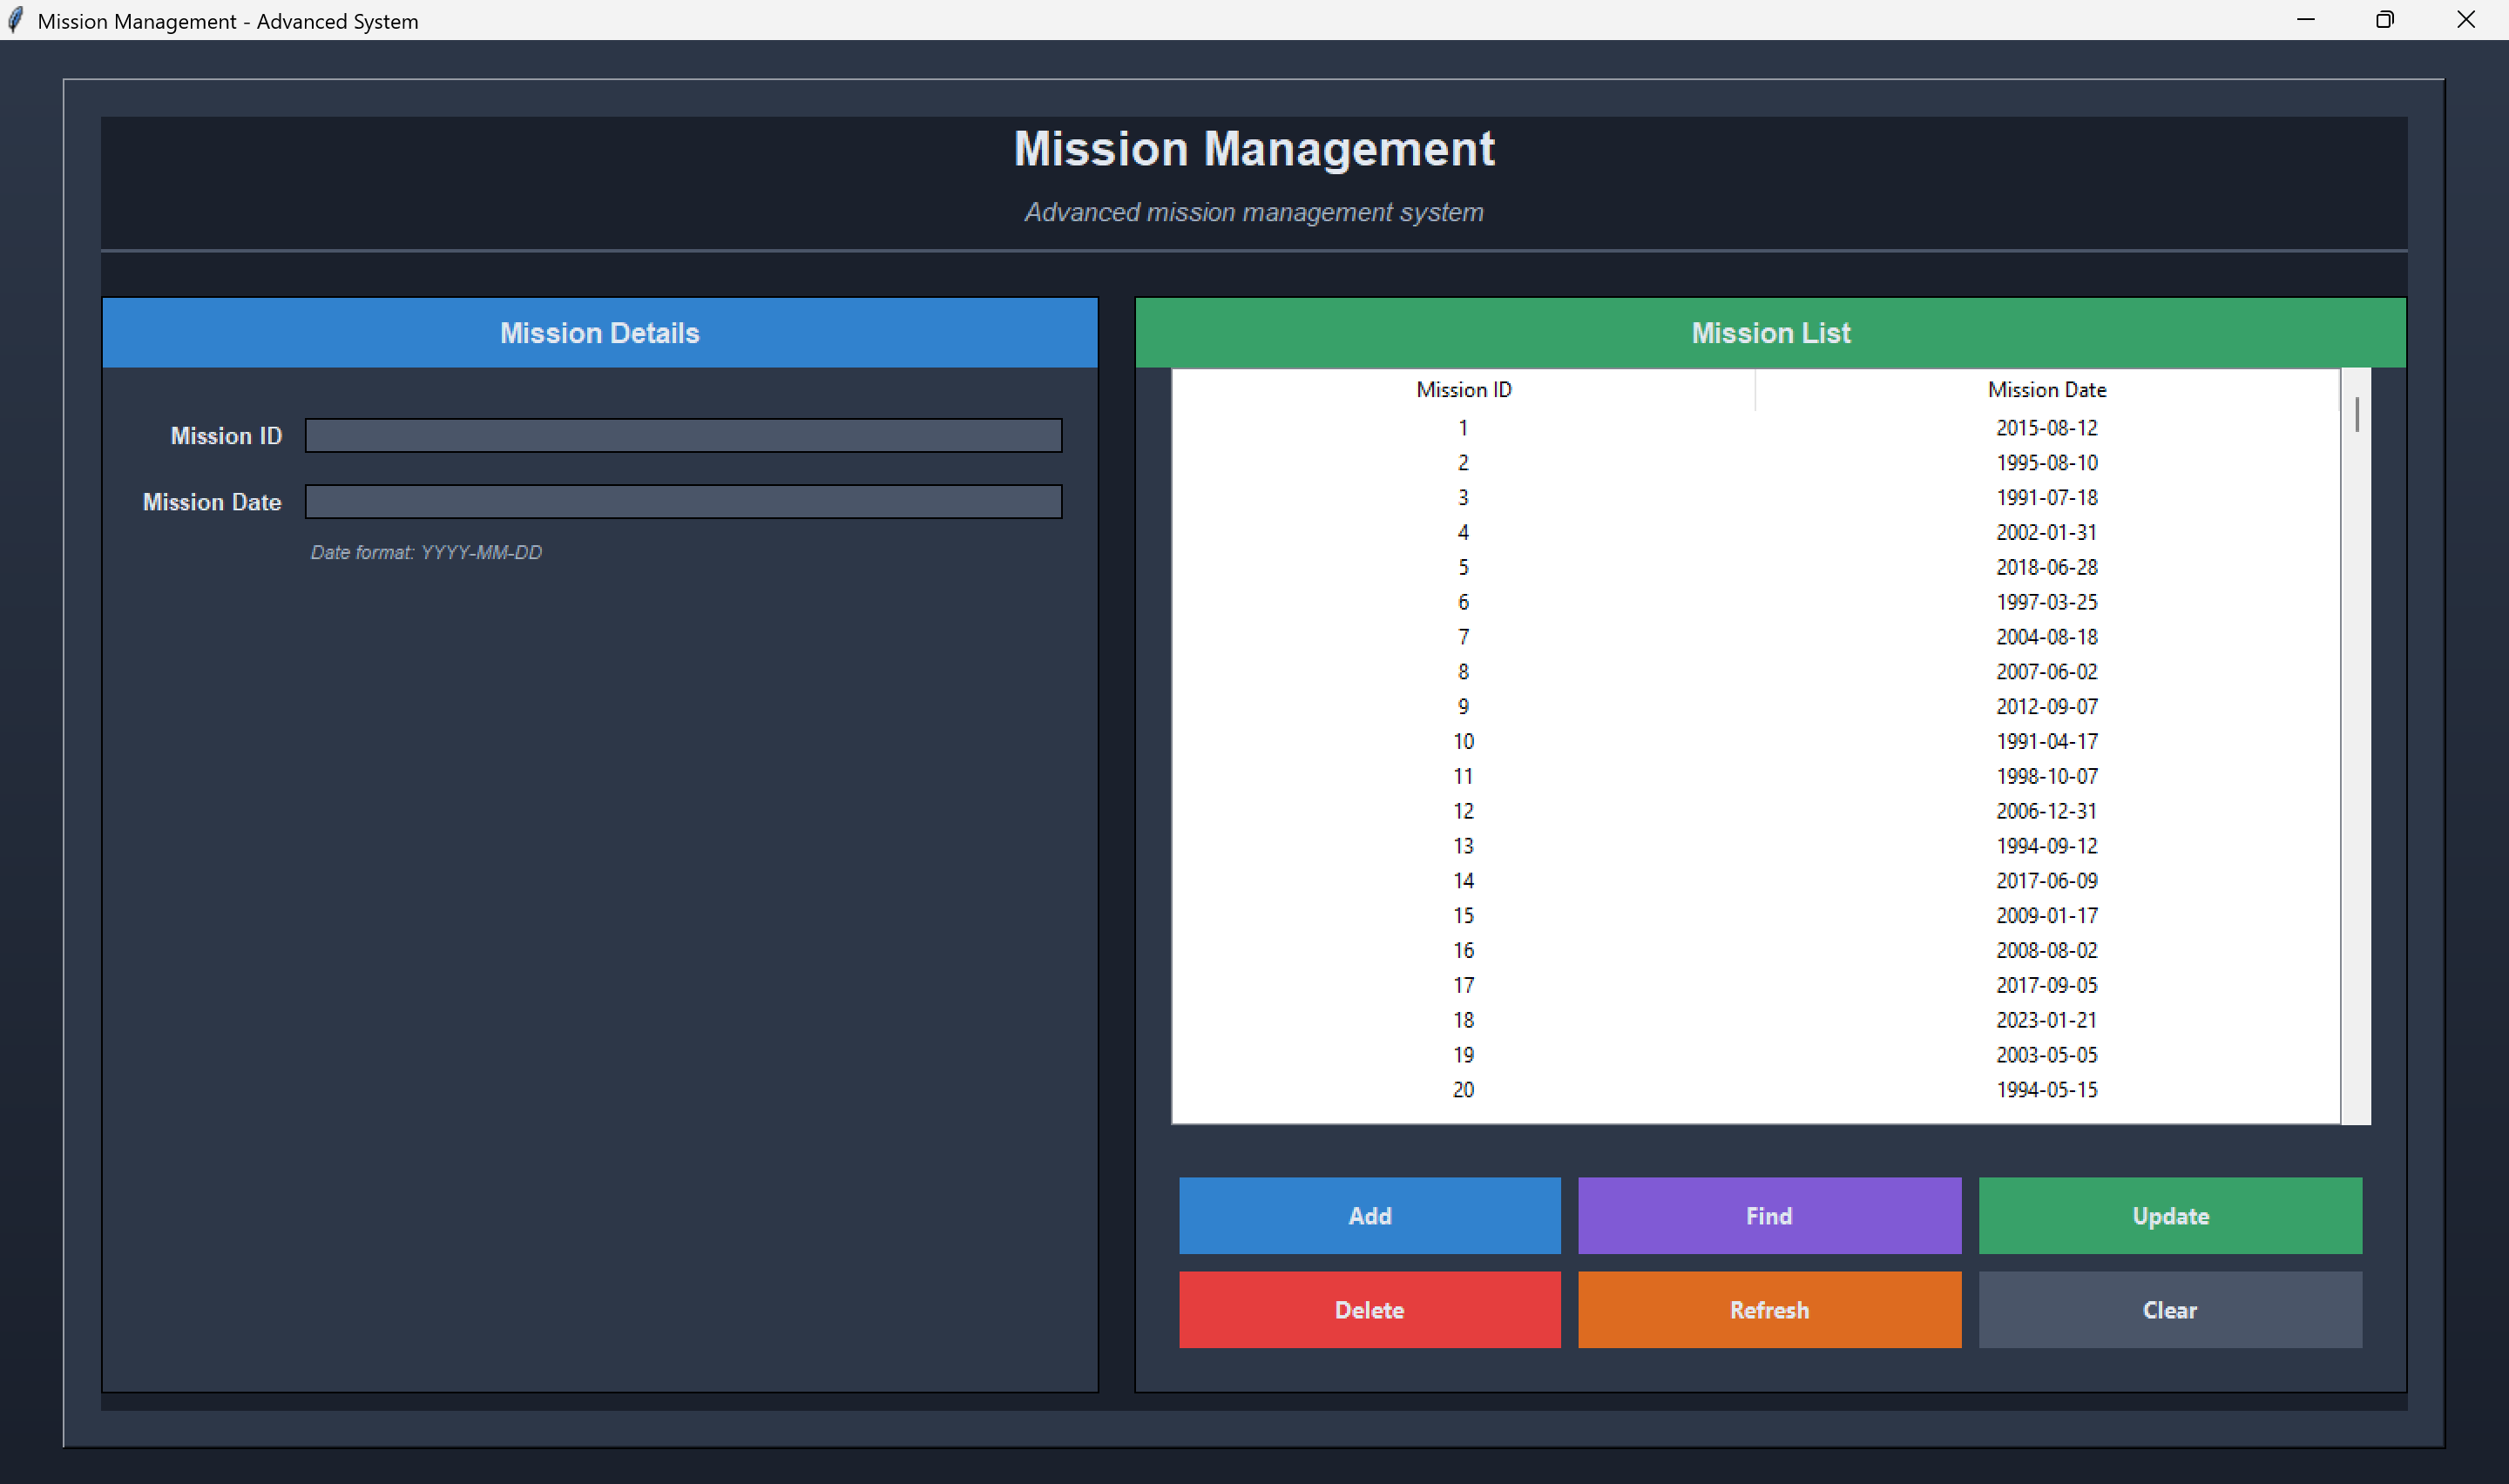 Mission Management - Advanced System
Mission Management
Advanced mission management system
Mission Details
Mission ID
Mission Date
Date format: YYYY-MM-DD
Mission List
Mission ID Mission Date
1 2015-08-12
2 1995-08-10
3 1991-07-18
4 2002-01-31
5 2018-06-28
6 1997-03-25
7 2004-08-18
8 2007-06-02
9 2012-09-07
10 1991-04-17
11 1998-10-07
12 2006-12-31
13 1994-09-12
14 2017-06-09
15 2009-01-17
16 2008-08-02
17 2017-09-05
18 2023-01-21
19 2003-05-05
20 1994-05-15
Add Find Update
Delete Refresh Clear